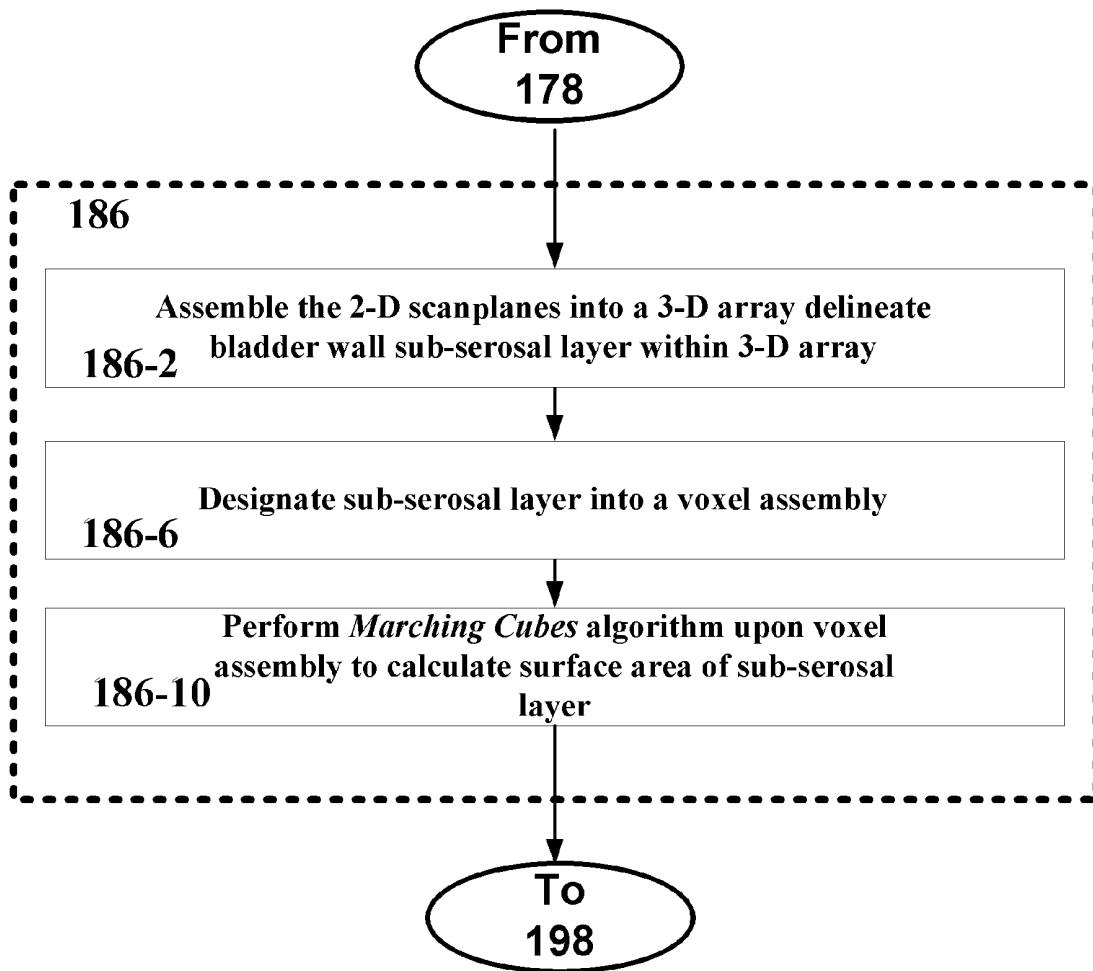 From
178
186
Assemble the 2-D scanplanes into a 3-D array delineate
bladder wall sub-serosal layer within 3-D array
186-2
Designate sub-serosal layer into a voxel assembly
186-6
Perform Marching Cubes algorithm upon voxel
assembly to calculate surface area of sub-serosal
layer
186-10
To
198